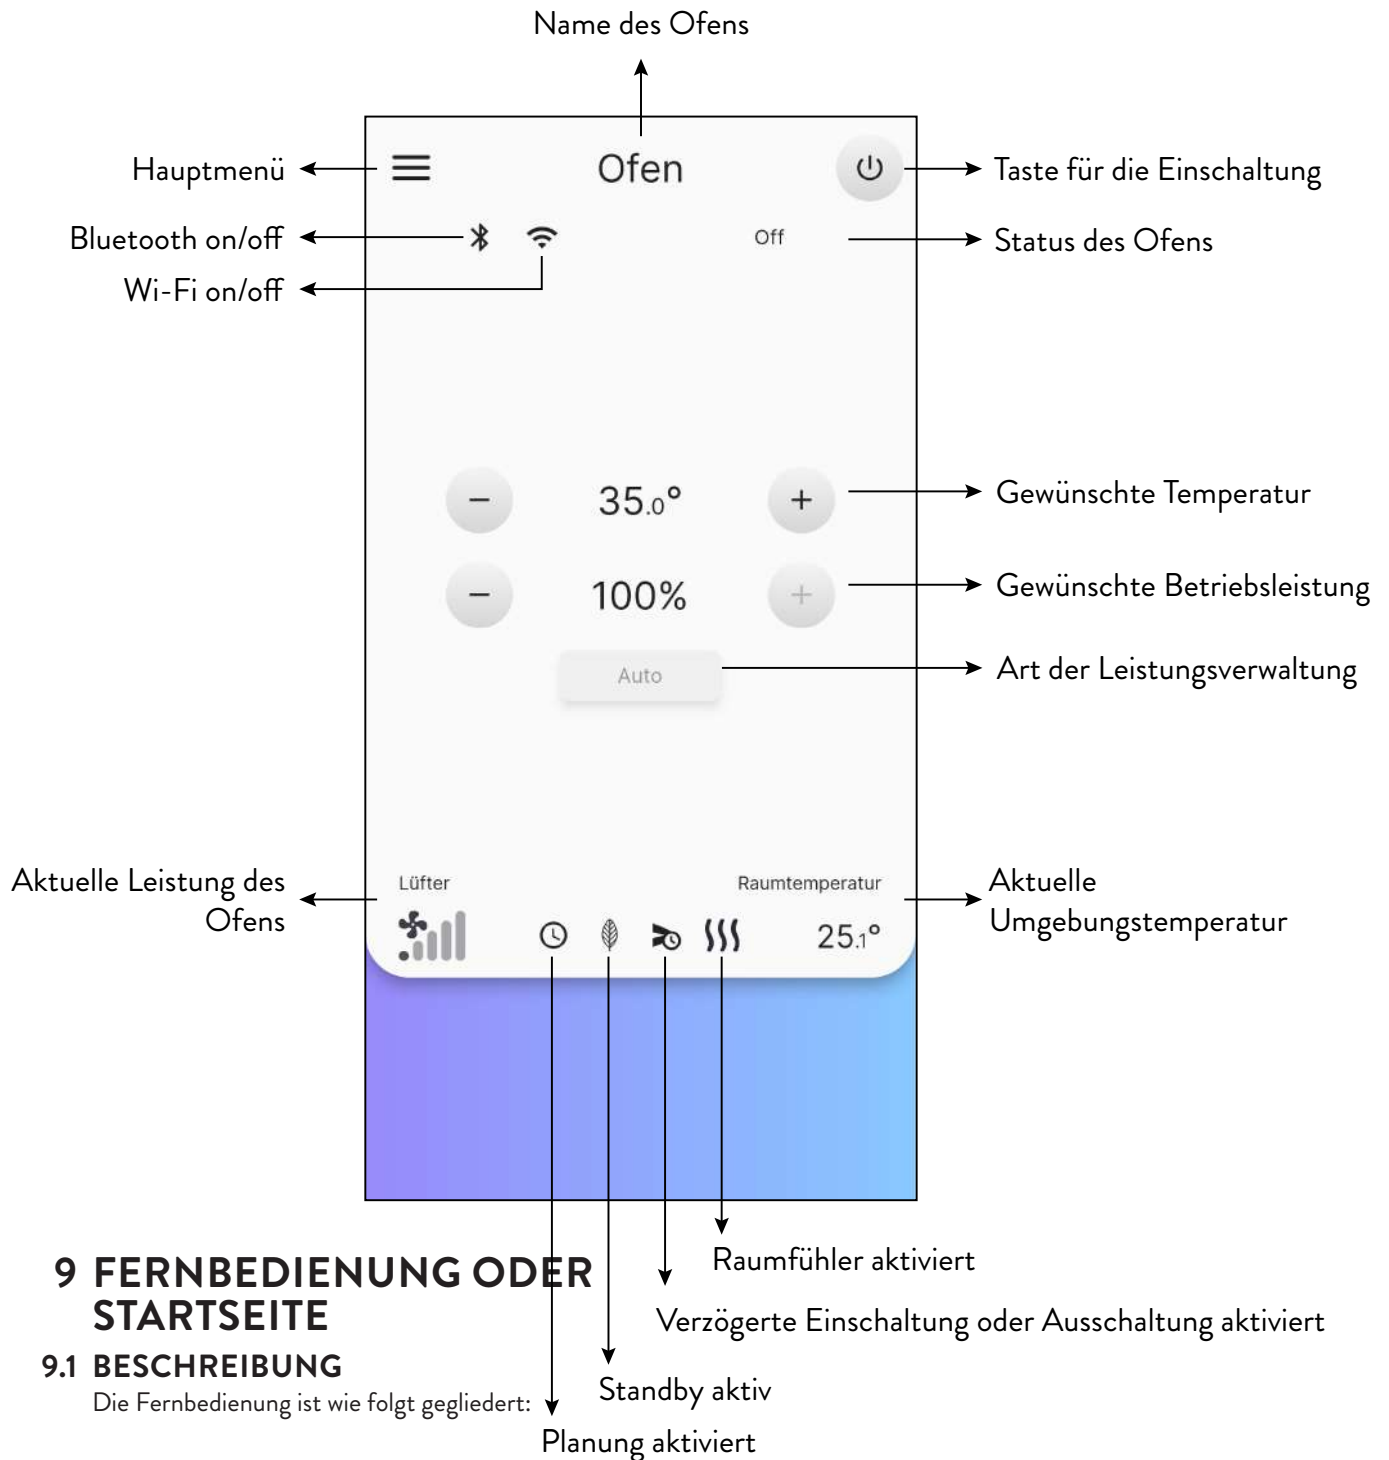 Name des Ofens
Hauptmenü
Ofen
Taste für die Einschaltung
Bluetooth on/off
Off
Status des Ofens
Wi-Fi on/off
35.0°
Gewünschte Temperatur
100%
Gewünschte Betriebsleistung
Auto
Art der Leistungsverwaltung
Aktuelle Leistung des
Ofens
Lüfter
Raumtemperatur
25.1°
Aktuelle
Umgebungstemperatur
Raumfühler aktiviert
Verzögerte Einschaltung oder Ausschaltung aktiviert
Standby aktiv
Planung aktiviert
9 FERNBEDIENUNG ODER
STARTSEITE
9.1 BESCHREIBUNG
Die Fernbedienung ist wie folgt gegliedert: